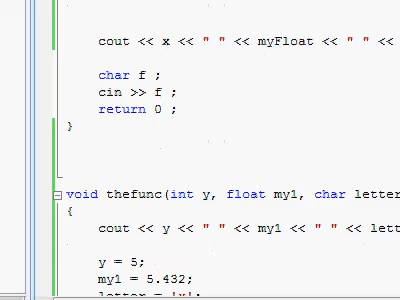 cout << x << " " << myFloat << " " <<
char f ;
cin >> f ;
return 0 ;
}
void thefunc(int y, float my1, char letter
{
cout << y << " " << my1 << " " << lett
y = 5;
my1 = 5.432;
letter = 'x';